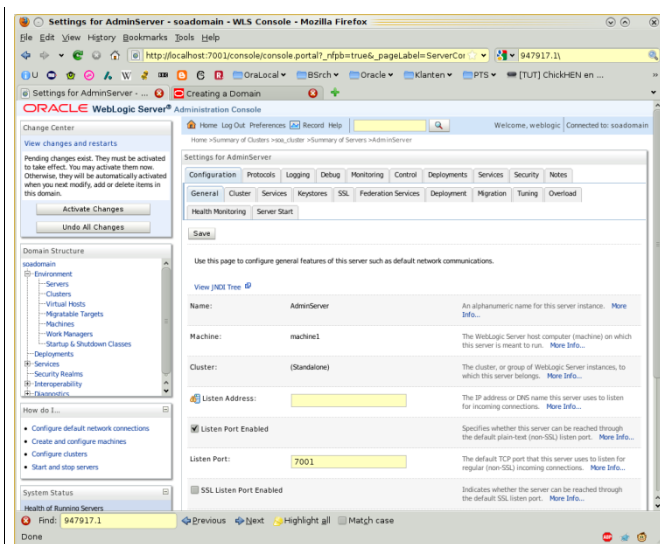 Settings for AdminServer - soadomain - WLS Console - Mozilla Firefox
File Edit View History Bookmarks Tools Help
http://localhost:7001/console/console.portal?_nfpb=true&_pageLabel=ServerCor
947917.1\
U W OraLocal BSrch Oracle Klanten PTS [TUT] ChickHEN en ... »
Settings for AdminServer - ... Creating a Domain
ORACLE WebLogic Server® Administration Console
Change Center
View changes and restarts
Pending changes exist. They must be activated
to take effect. You may activate them now.
Otherwise, they will be automatically activated
when you next modify, add or delete items in
this domain.
Activate Changes
Undo All Changes
Domain Structure
soadomain
Environment
Servers
Clusters
Virtual Hosts
Migratable Targets
Machines
Work Managers
Startup & Shutdown Classes
Deployments
Services
Security Realms
Interoperability
Diagnostics
How do I...
Configure default network connections
Create and configure machines
Configure clusters
Start and stop servers
System Status
Health of Running Servers
Home Log Out Preferences Record Help
Welcome, weblogic Connected to: soadomain
Home >Summary of Clusters >soa_cluster >Summary of Servers >AdminServer
Settings for AdminServer
Configuration Protocols Logging Debug Monitoring Control Deployments Services Security Notes
General Cluster Services Keystores SSL Federation Services Deployment Migration Tuning Overload
Health Monitoring Server Start
Save
Use this page to configure general features of this server such as default network communications.
View JNDI Tree
Name: AdminServer An alphanumeric name for this server instance. More
Info...
Machine: machine1 The WebLogic Server host computer (machine) on which
this server is meant to run. More Info...
Cluster: (Standalone) The cluster, or group of WebLogic Server instances, to
which this server belongs. More Info...
Listen Address: The IP address or DNS name this server uses to listen
for incoming connections. More Info...
Listen Port Enabled Specifies whether this server can be reached through
the default plain-text (non-SSL) listen port. More Info...
Listen Port: 7001 The default TCP port that this server uses to listen for
regular (non-SSL) incoming connections. More Info...
SSL Listen Port Enabled Indicates whether the server can be reached through
the default SSL listen port. More Info...
Find: 947917.1 Previous Next Highlight all Match case
Done